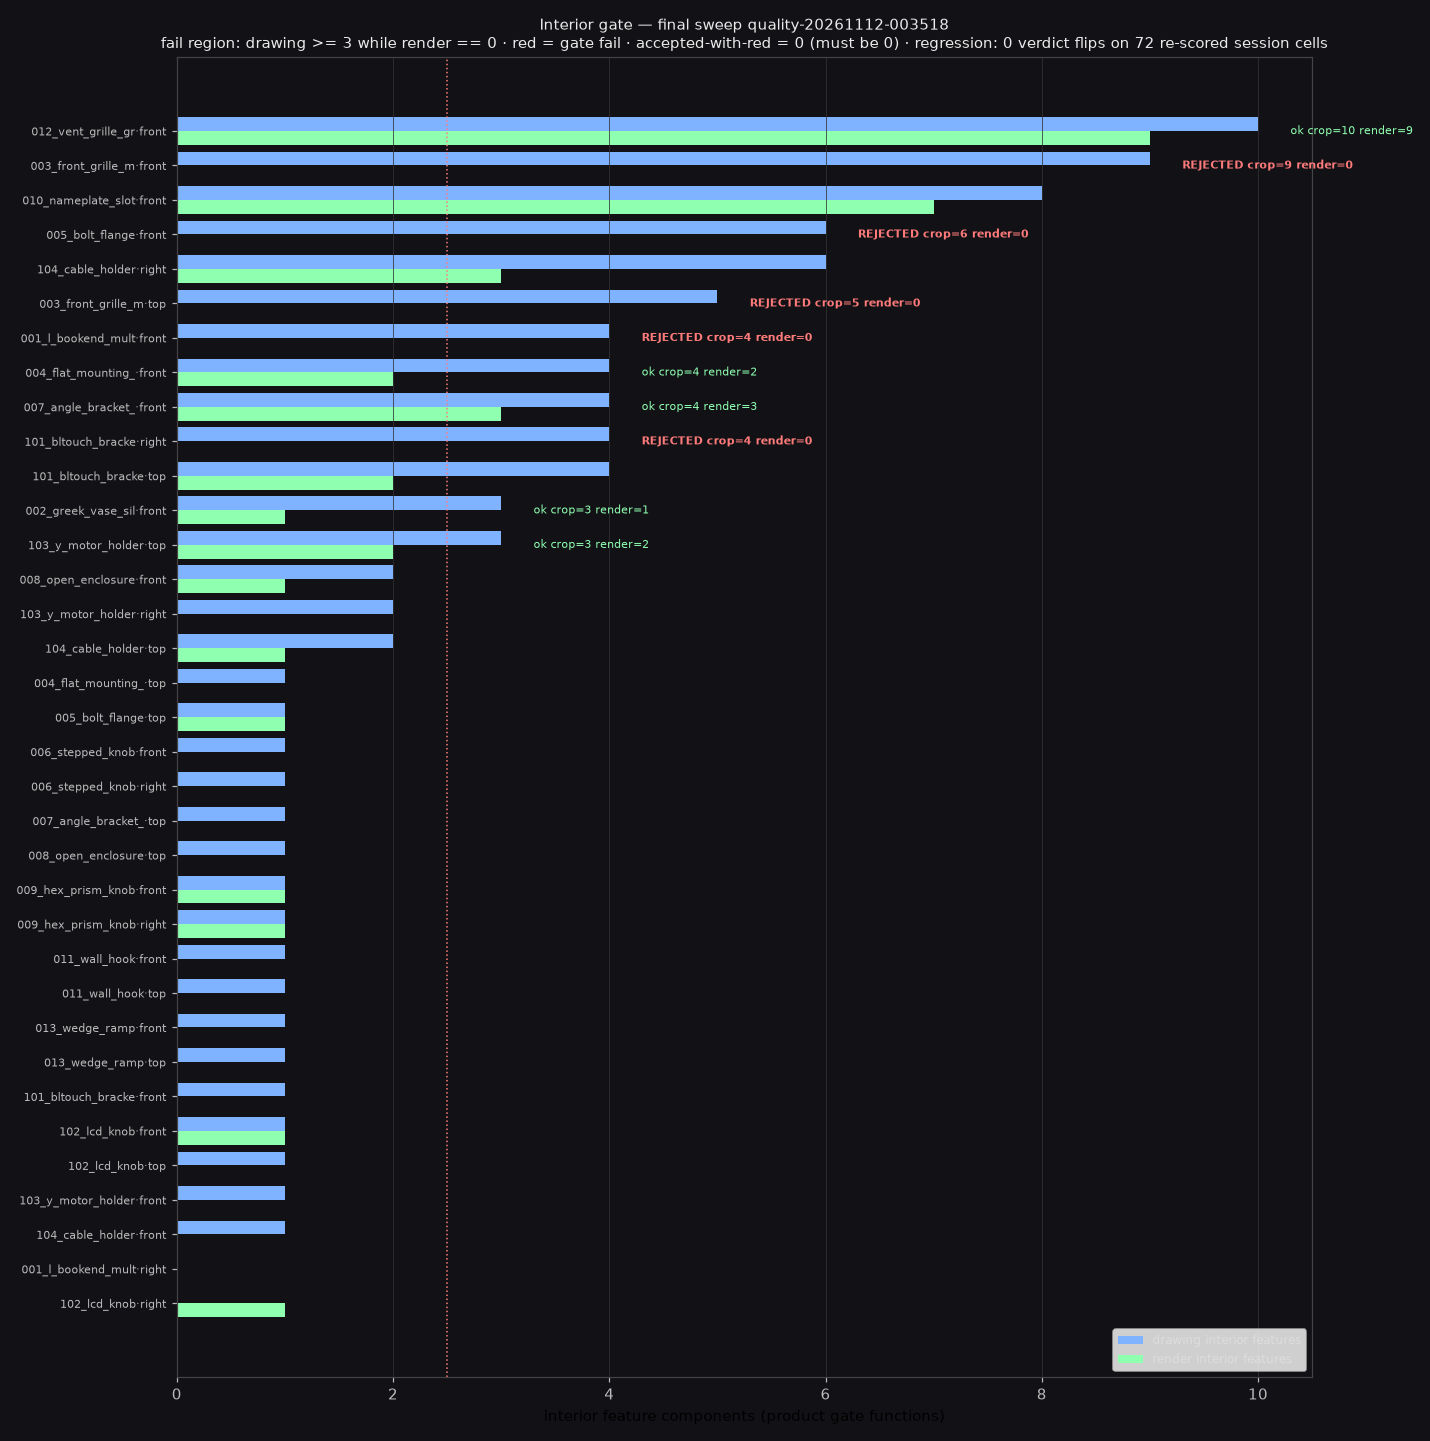 Interior gate — final sweep quality-20261112-003518
fail region: drawing >= 3 while render == 0 · red = gate fail · accepted-with-red = 0 (must be 0) · regression: 0 verdict flips on 72 re-scored session cells
012_vent_grille_gr·front
ok crop=10 render=9
003_front_grille_m·front
REJECTED crop=9 render=0
010_nameplate_slot·front
005_bolt_flange·front
REJECTED crop=6 render=0
104_cable_holder·right
003_front_grille_m·top
REJECTED crop=5 render=0
001_l_bookend_mult·front
REJECTED crop=4 render=0
004_flat_mounting_·front
ok crop=4 render=2
007_angle_bracket_·front
ok crop=4 render=3
101_bltouch_bracke·right
REJECTED crop=4 render=0
101_bltouch_bracke·top
002_greek_vase_sil·front
ok crop=3 render=1
103_y_motor_holder·top
ok crop=3 render=2
008_open_enclosure·front
103_y_motor_holder·right
104_cable_holder·top
004_flat_mounting_·top
005_bolt_flange·top
006_stepped_knob·front
006_stepped_knob·right
007_angle_bracket_·top
008_open_enclosure·top
009_hex_prism_knob·front
009_hex_prism_knob·right
011_wall_hook·front
011_wall_hook·top
013_wedge_ramp·front
013_wedge_ramp·top
101_bltouch_bracke·front
102_lcd_knob·front
102_lcd_knob·top
103_y_motor_holder·front
104_cable_holder·front
001_l_bookend_mult·right
102_lcd_knob·right
drawing interior features
render interior features
0 2 4 6 8 10
interior feature components (product gate functions)